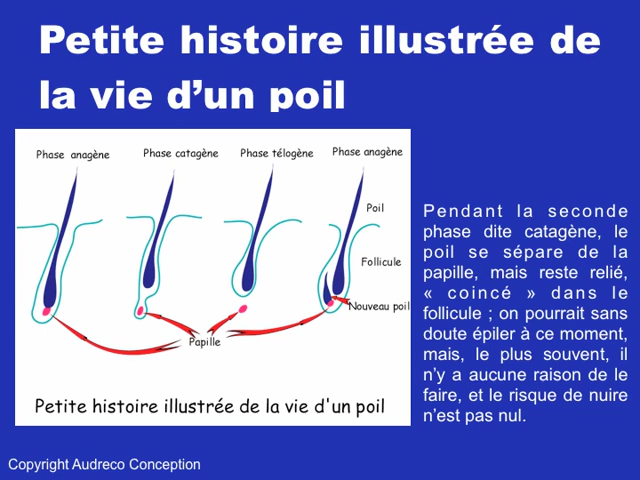 Petite histoire illustrée de
la vie d’un poil
Phase anagène
Phase catagène
Phase télogène
Phase anagène
Poil
Follicule
Nouveau poil
Papille
Petite histoire illustrée de la vie d'un poil
Pendant la seconde
phase dite catagène, le
poil se sépare de la
papille, mais reste relié,
« coincé » dans le
follicule ; on pourrait sans
doute épiler à ce moment,
mais, le plus souvent, il
n’y a aucune raison de le
faire, et le risque de nuire
n’est pas nul.
Copyright Audreco Conception